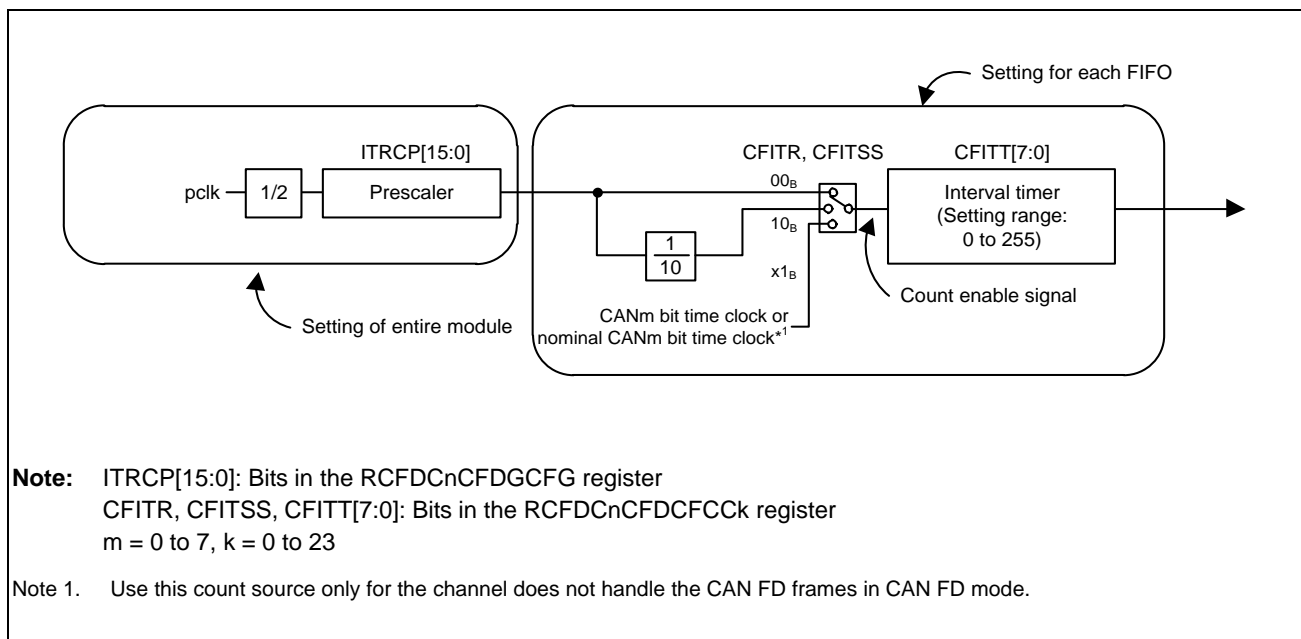 Setting for each FIFO
ITRCP[15:0]
CFITR, CFITSS
CFITT[7:0]
pclk
1/2
Prescaler
00B
10B
x1B
1
10
Interval timer
(Setting range:
0 to 255)
Count enable signal
Setting of entire module
CANm bit time clock or
nominal CANm bit time clock*1
Note: ITRCP[15:0]: Bits in the RCFDCnCFDGCFG register
CFITR, CFITSS, CFITT[7:0]: Bits in the RCFDCnCFDCFCCk register
m = 0 to 7, k = 0 to 23
Note 1. Use this count source only for the channel does not handle the CAN FD frames in CAN FD mode.